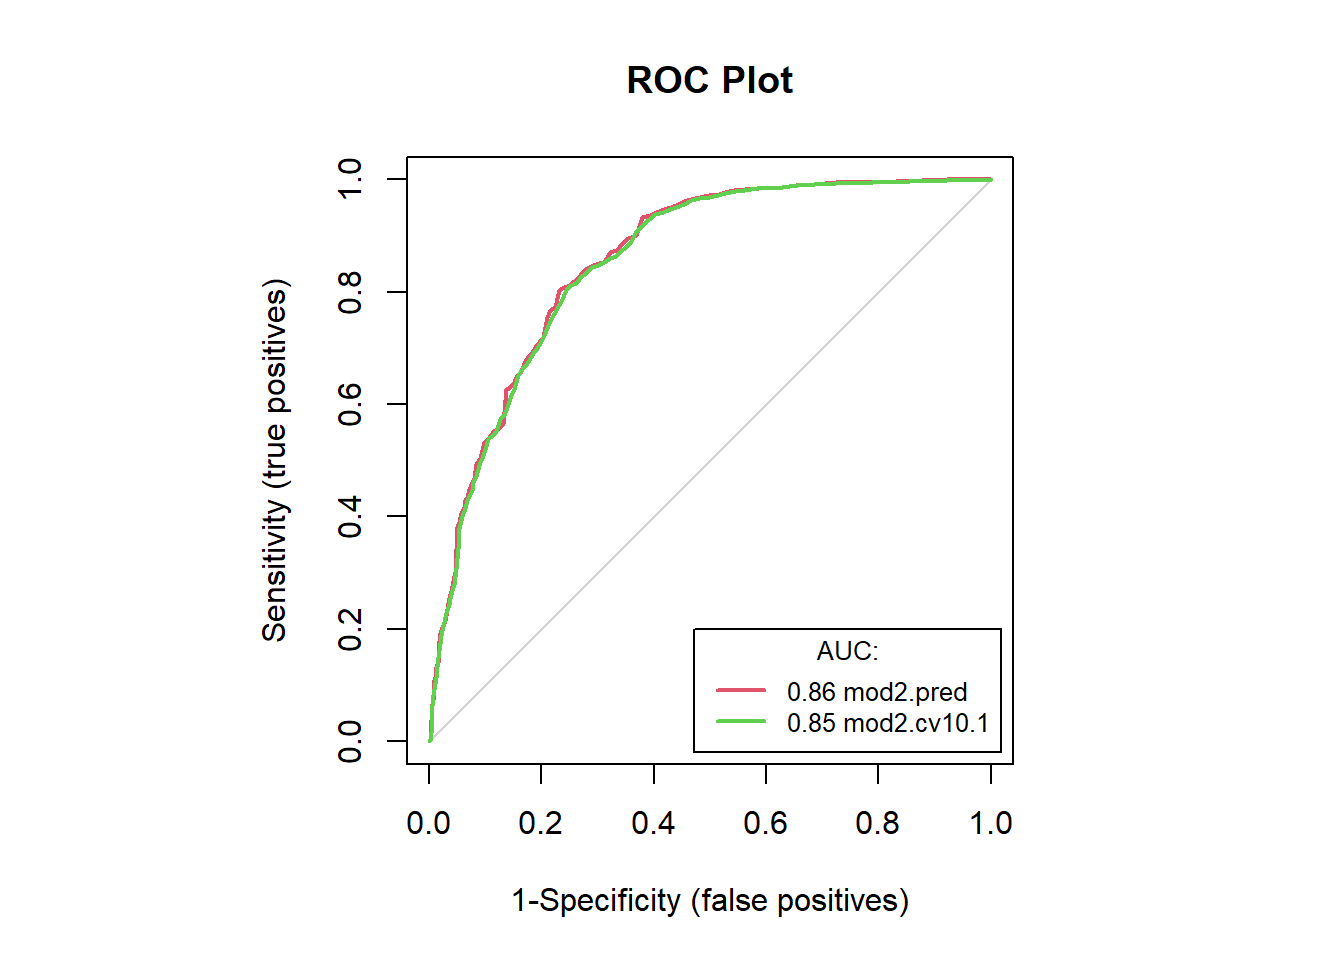 ROC Plot
Sensitivity (true positives)
1.0
0.8
0.6
0.4
0.2
0.0
AUC:
0.86 mod2.pred
0.85 mod2.cv10.1
0.0 0.2 0.4 0.6 0.8 1.0
1-Specificity (false positives)